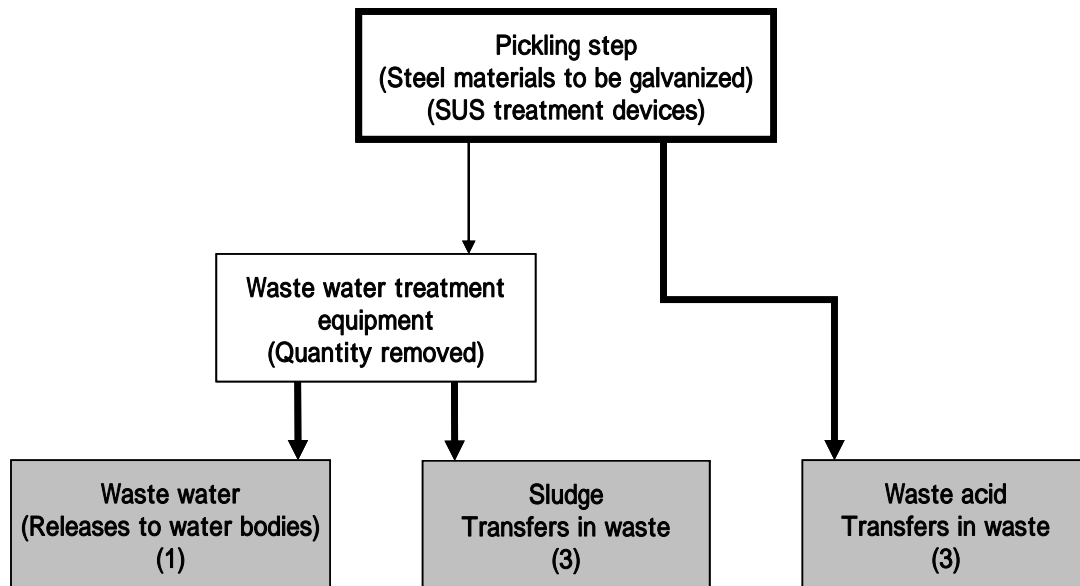 Pickling step
(Steel materials to be galvanized)
(SUS treatment devices)
Waste water treatment
equipment
(Quantity removed)
Waste water
(Releases to water bodies)
(1)
Sludge
Transfers in waste
(3)
Waste acid
Transfers in waste
(3)